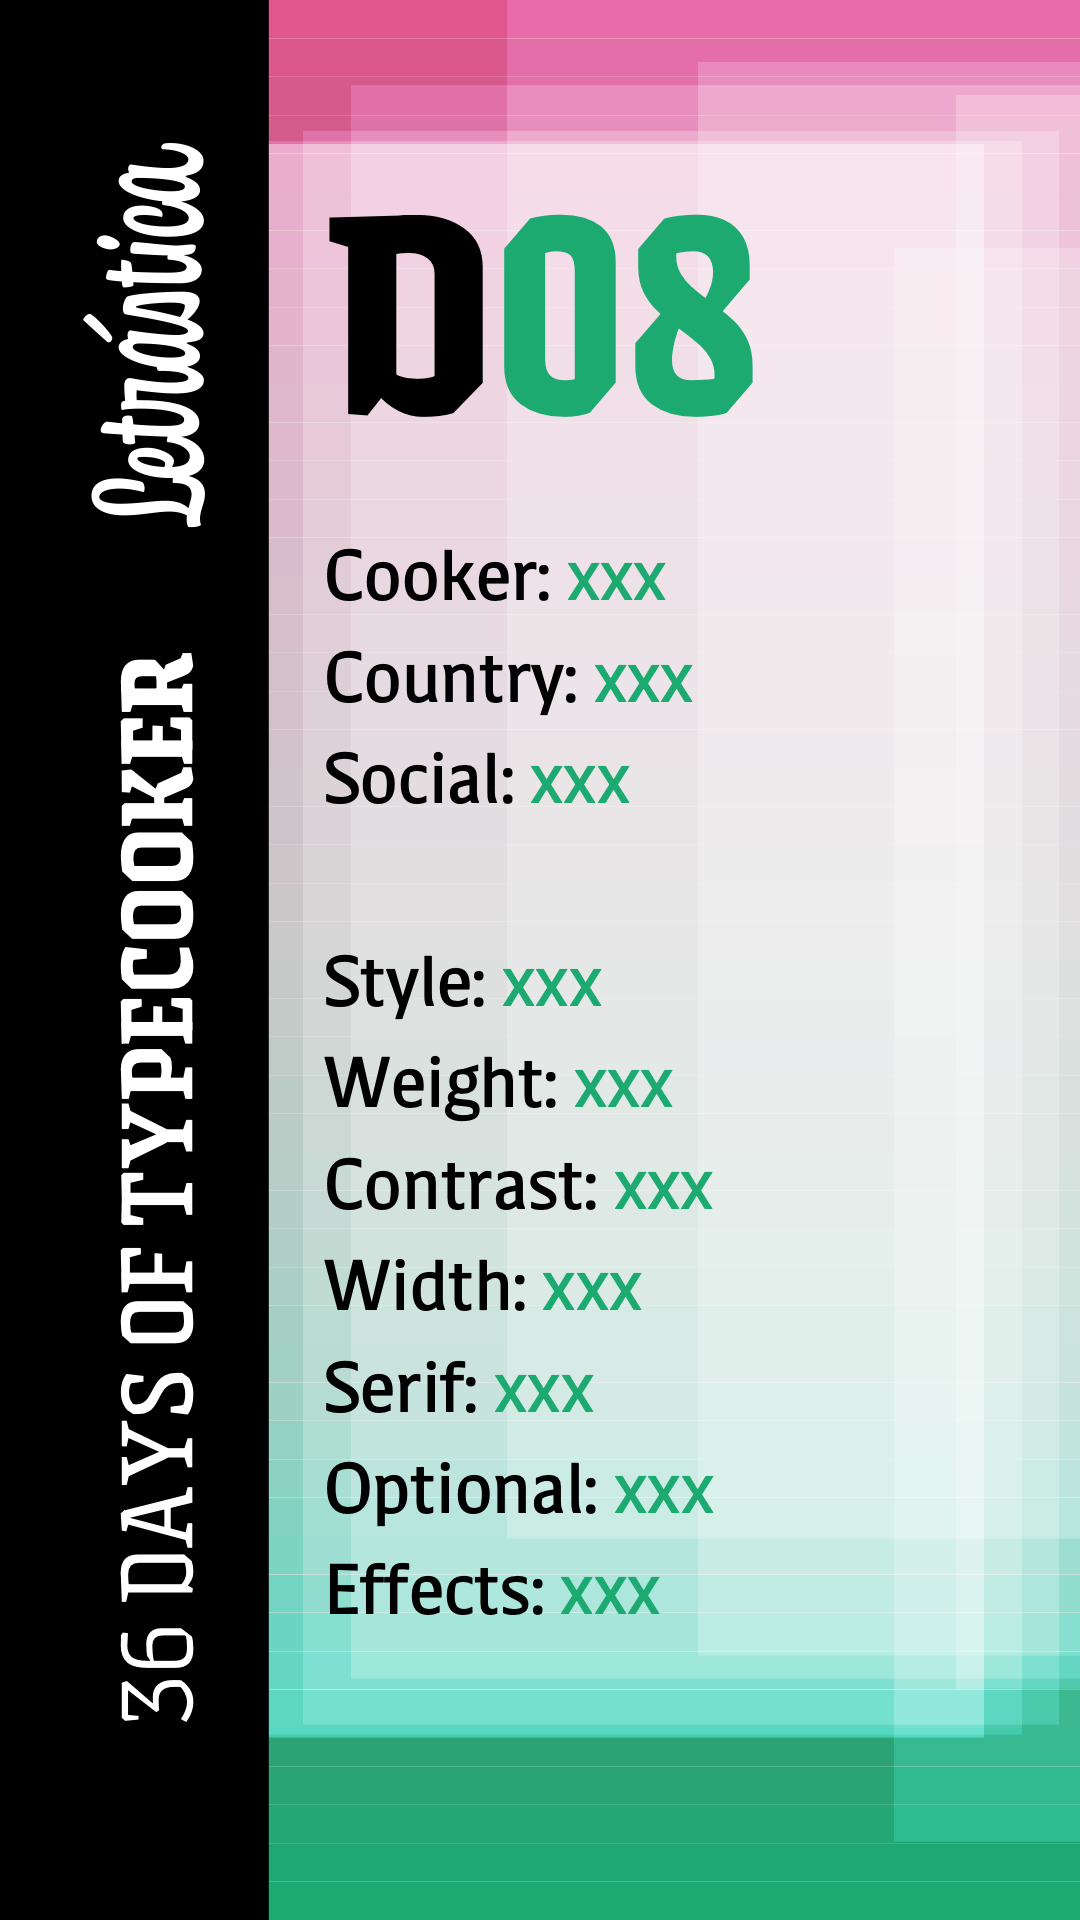 36 DAYS OF TYPECOOKER
Letrástica
D08
Cooker: xxx
Country: xxx
Social: xxx
Style: xxx
Weight: xxx
Contrast: xxx
Width: xxx
Serif: xxx
Optional: xxx
Effects: xxx